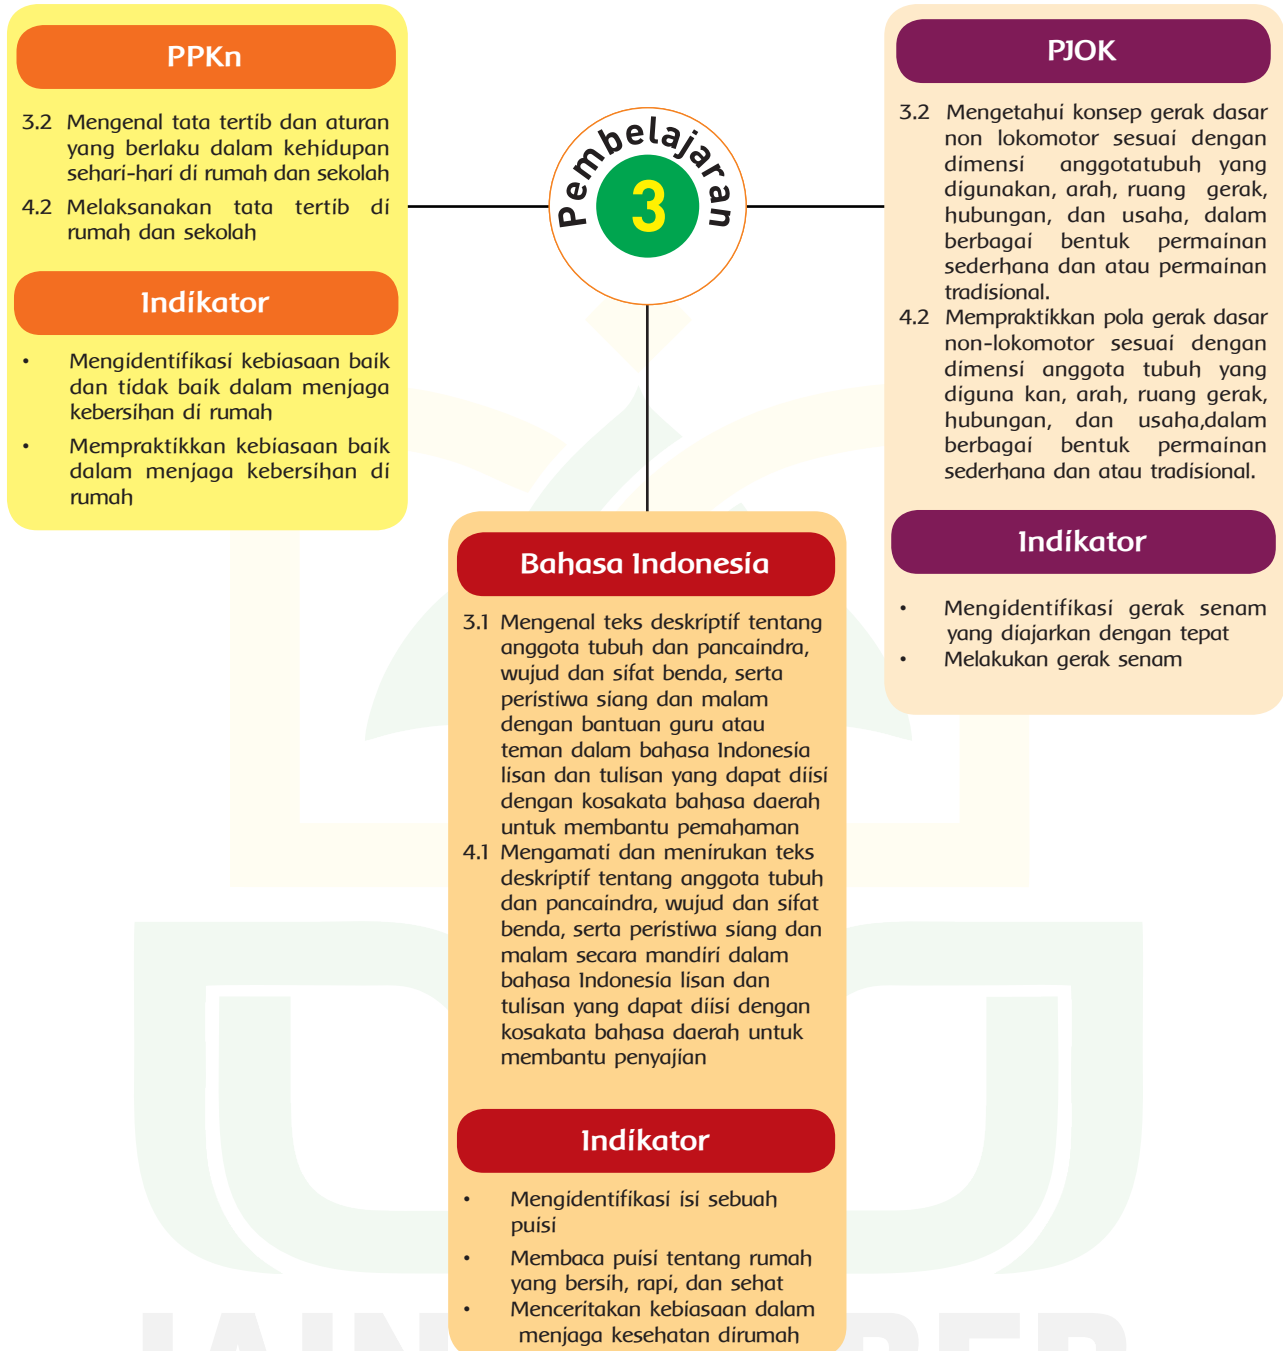 PPKn
3.2 Mengenal tata tertib dan aturan
yang berlaku dalam kehidupan
sehari-hari di rumah dan sekolah
4.2 Melaksanakan tata tertib di
rumah dan sekolah
Indikator
• Mengidentifikasi kebiasaan baik
dan tidak baik dalam menjaga
kebersihan di rumah
• Mempraktikkan kebiasaan baik
dalam menjaga kebersihan di
rumah
Pembelajaran
3
PJOK
3.2 Mengetahui konsep gerak dasar
non lokomotor sesuai dengan
dimensi anggotatubuh yang
digunakan, arah, ruang gerak,
hubungan, dan usaha, dalam
berbagai bentuk permainan
sederhana dan atau permainan
tradisional.
4.2 Mempraktikkan pola gerak dasar
non-lokomotor sesuai dengan
dimensi anggota tubuh yang
diguna kan, arah, ruang gerak,
hubungan, dan usaha,dalam
berbagai bentuk permainan
sederhana dan atau tradisional.
Indikator
• Mengidentifikasi gerak senam
yang diajarkan dengan tepat
• Melakukan gerak senam
Bahasa Indonesia
3.1 Mengenal teks deskriptif tentang
anggota tubuh dan pancaindra,
wujud dan sifat benda, serta
peristiwa siang dan malam
dengan bantuan guru atau
teman dalam bahasa Indonesia
lisan dan tulisan yang dapat diisi
dengan kosakata bahasa daerah
untuk membantu pemahaman
4.1 Mengamati dan menirukan teks
deskriptif tentang anggota tubuh
dan pancaindra, wujud dan sifat
benda, serta peristiwa siang dan
malam secara mandiri dalam
bahasa Indonesia lisan dan
tulisan yang dapat diisi dengan
kosakata bahasa daerah untuk
membantu penyajian
Indikator
• Mengidentifikasi isi sebuah
puisi
• Membaca puisi tentang rumah
yang bersih, rapi, dan sehat
• Menceritakan kebiasaan dalam
menjaga kesehatan dirumah